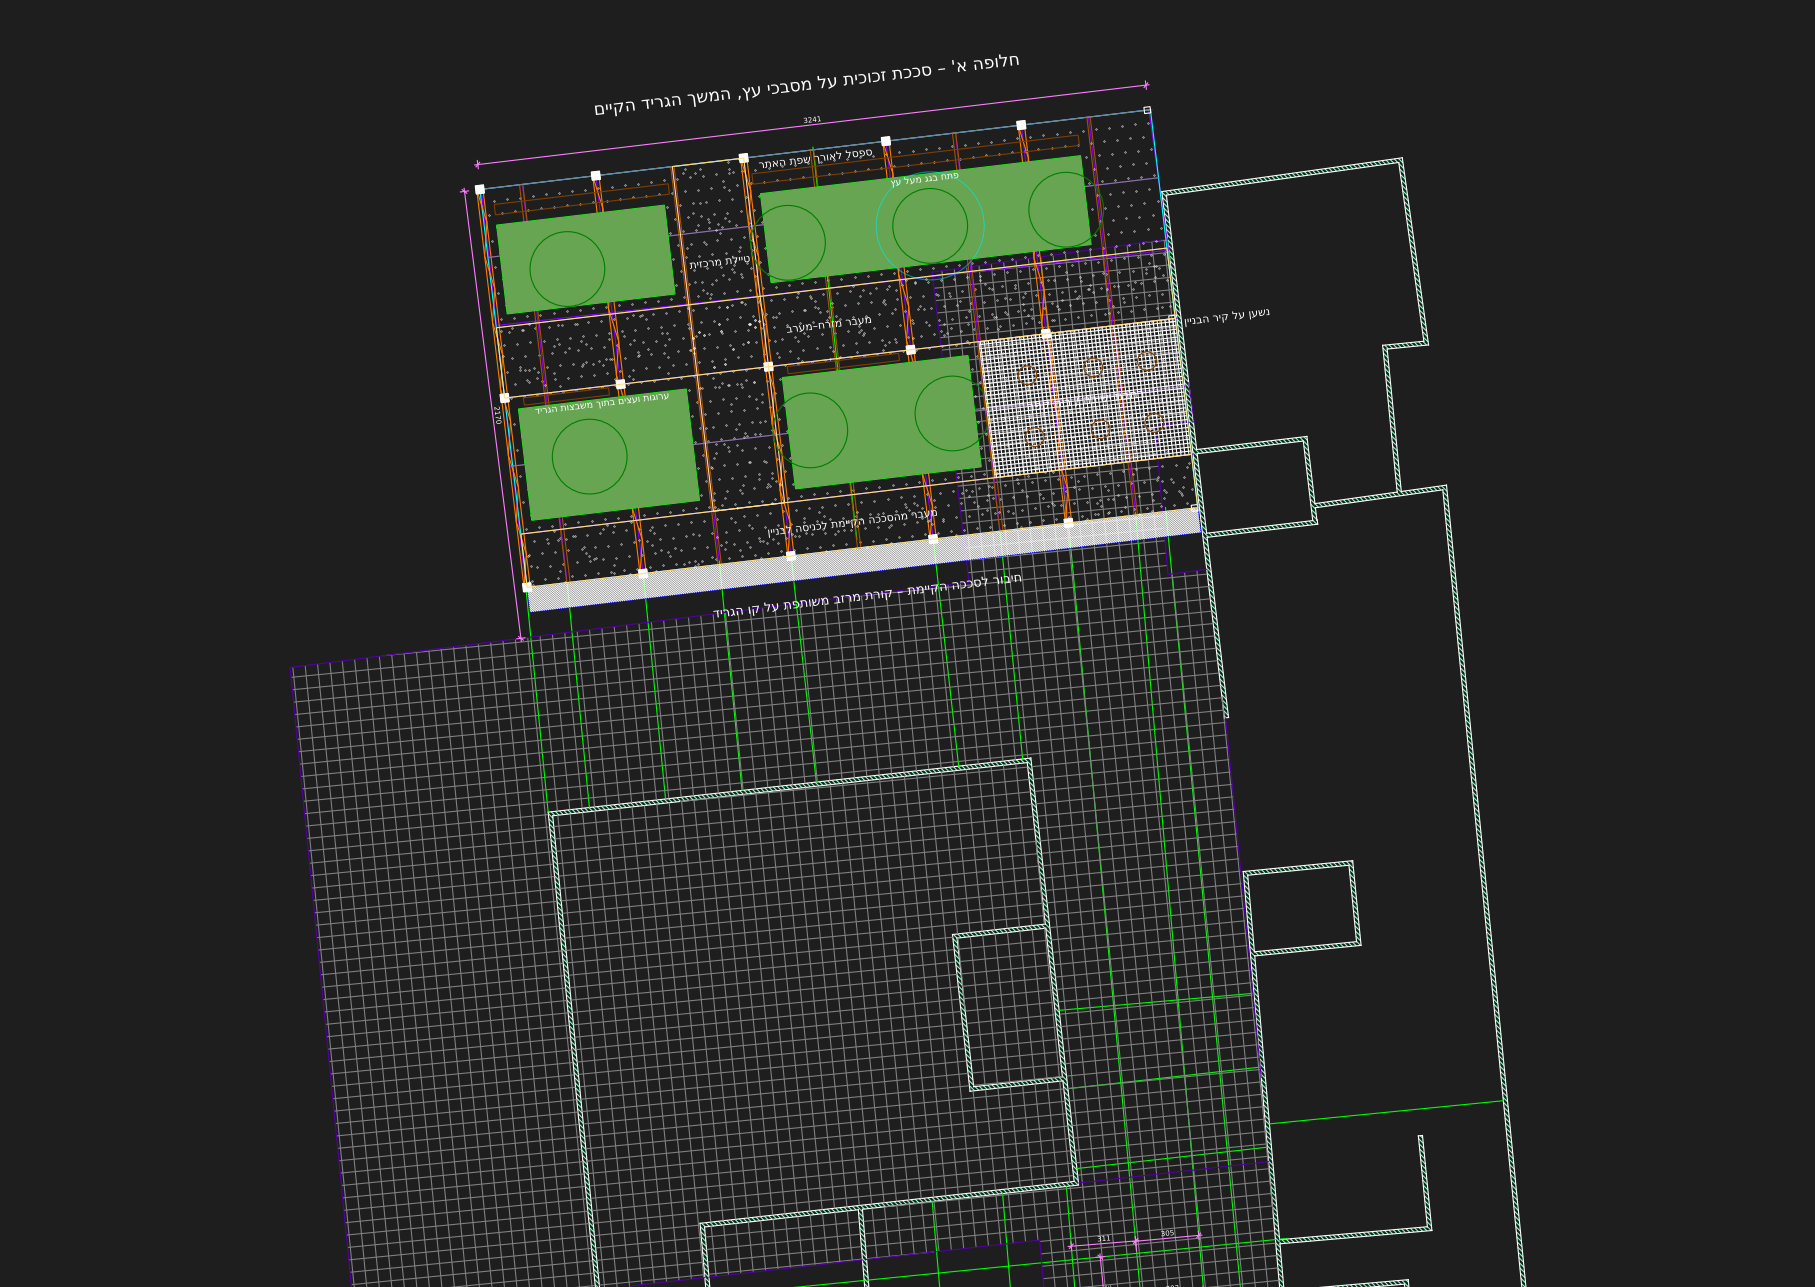 חלופה א' – סככת זכוכית על מסבכי עץ, המשך הגריד הקיים
3241
ספסל לאורך שפת האתר
פתח בגג מעל עץ
טיילת מרכזית
מעבר מזרח-מערב
נשען על קיר הבניין
2170
ערוגות ועצים בתוך משבצות הגריד
מעבר מהסככה הקיימת לכניסה לבניין
חיבור לסככה הקיימת – קורת מרזב משותפת על קו הגריד
311
305